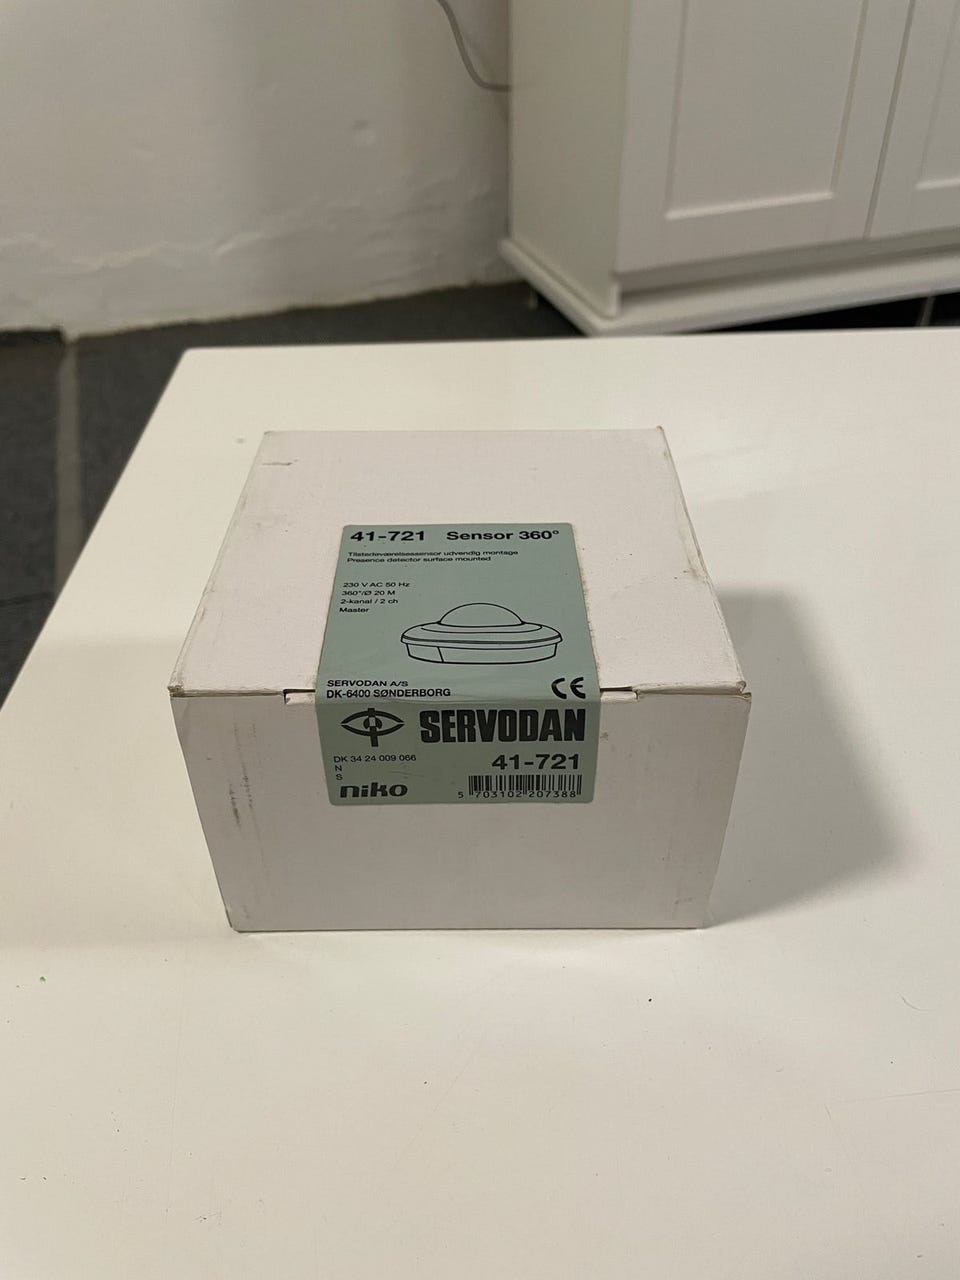 41-721 Sensor 360°
Tilstedeværelsessensor udvendig montage
Presence detector surface mounted
230 V AC 50 Hz
360°/Ø 20 M
2-kanal / 2 ch
Master
SERVODAN A/S
DK-6400 SØNDERBORG
CE
SERVODAN
DK 34 24 009 066
N
S
41-721
niko
5 703102 207388